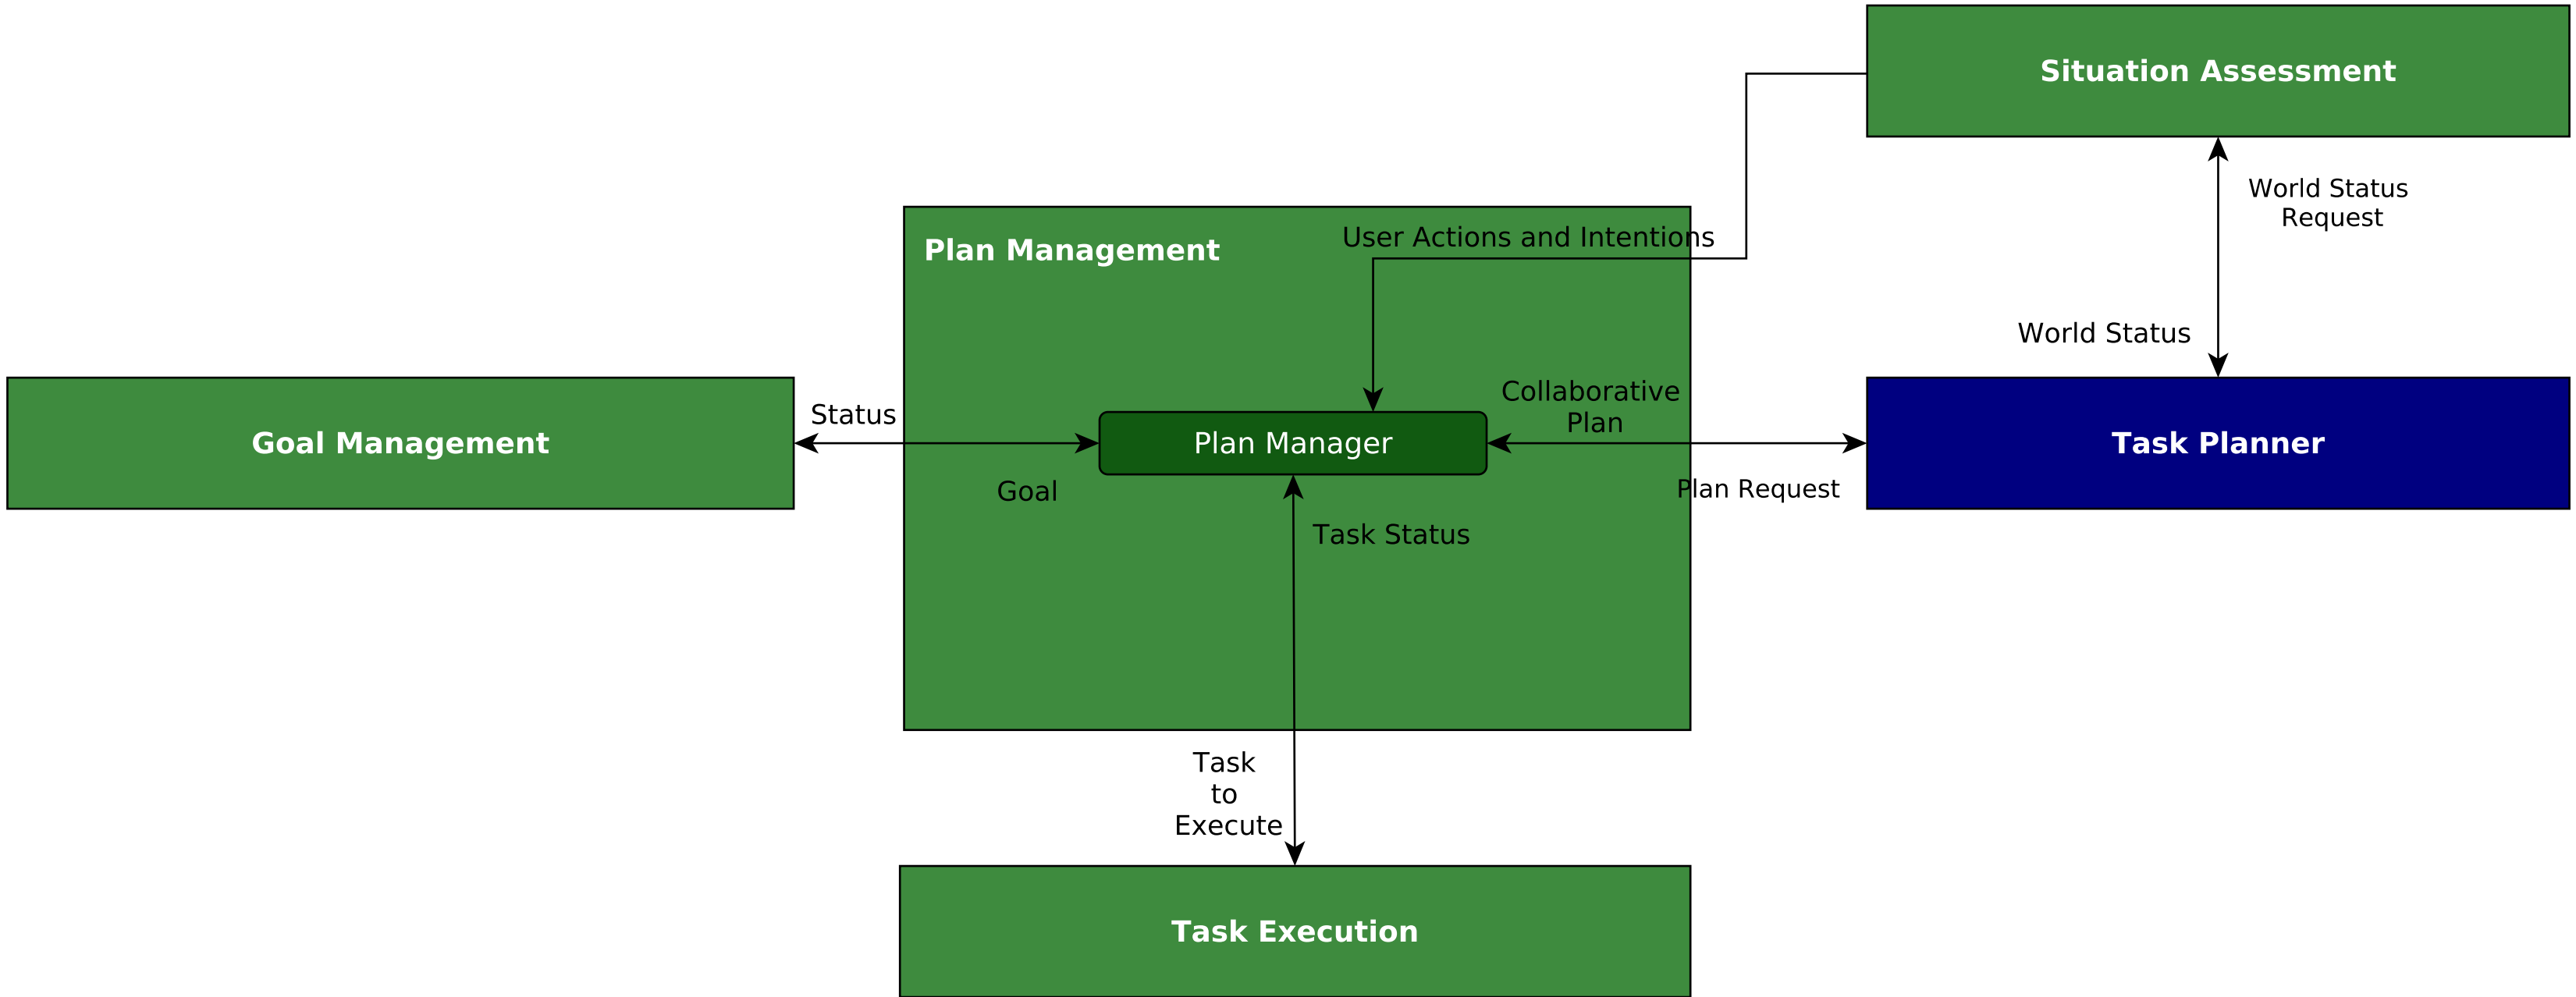 Situation Assessment
World Status
Request
User Actions and Intentions
Plan Management
World Status
Collaborative
Plan
Status
Goal Management
Plan Manager
Task Planner
Goal
Plan Request
Task Status
Task
to
Execute
Task Execution